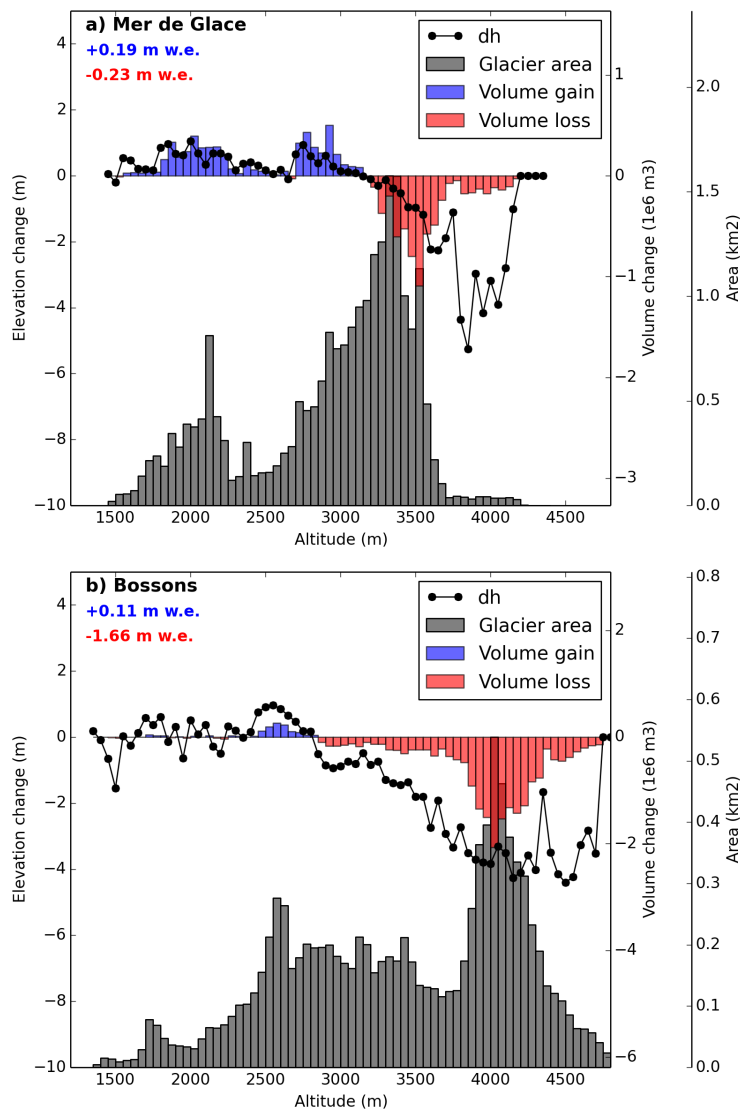 a) Mer de Glace
+0.19 m w.e.
-0.23 m w.e.
dh
Glacier area
Volume gain
Volume loss
4
2
0
−2
−4
−6
−8
−10
Elevation change (m)
1500 2000 2500 3000 3500 4000 4500
Altitude (m)
1
0
−1
−2
−3
Volume change (1e6 m3)
2.0
1.5
1.0
0.5
0.0
Area (km2)
b) Bossons
+0.11 m w.e.
-1.66 m w.e.
dh
Glacier area
Volume gain
Volume loss
4
2
0
−2
−4
−6
−8
−10
Elevation change (m)
1500 2000 2500 3000 3500 4000 4500
Altitude (m)
2
0
−2
−4
−6
Volume change (1e6 m3)
0.8
0.7
0.6
0.5
0.4
0.3
0.2
0.1
0.0
Area (km2)